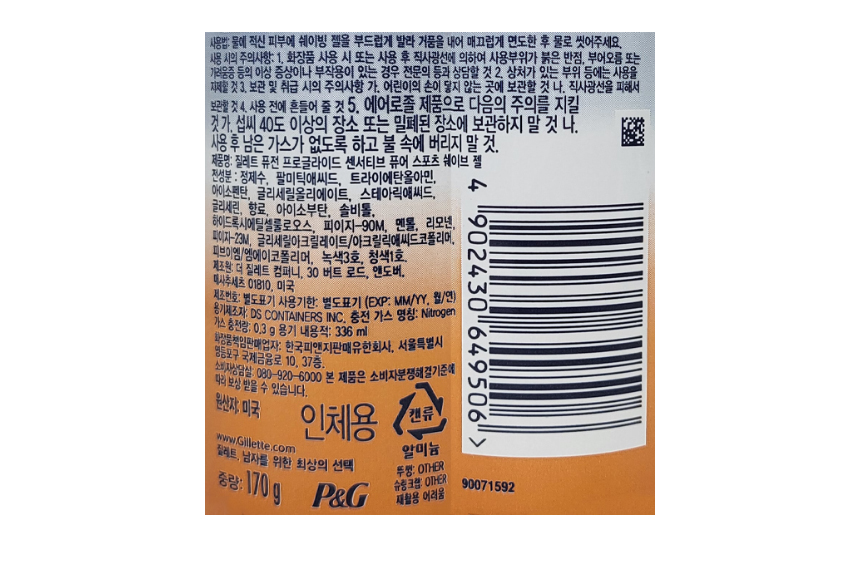 사용법: 물에 적신 피부에 쉐이빙 젤을 부드럽게 발라 거품을 내어 매끄럽게 면도한 후 물로 씻어주세요.
사용 시의 주의사항: 1. 화장품 사용 시 또는 사용 후 직사광선에 의하여 사용부위가 붉은 반점, 부어오름 또는
가려움증 등의 이상 증상이나 부작용이 있는 경우 전문의 등과 상담할 것 2. 상처가 있는 부위 등에는 사용을
자제할 것 3. 보관 및 취급 시의 주의사항 가. 어린이의 손이 닿지 않는 곳에 보관할 것 나. 직사광선을 피해서
보관할 것 4. 사용 전에 흔들어 줄 것 5. 에어로졸 제품으로 다음의 주의를 지킬
것 가. 섭씨 40도 이상의 장소 또는 밀폐된 장소에 보관하지 말 것 나.
사용 후 남은 가스가 없도록 하고 불 속에 버리지 말 것.
제품명: 질레트 퓨전 프로글라이드 센서티브 퓨어 스포츠 쉐이브 젤
전성분 : 정제수, 팔미틱애씨드, 트라이에탄올아민,
아이소펜탄, 글리세릴올리에이트, 스테아릭애씨드,
글리세린, 향료, 아이소부탄, 솔비톨,
하이드록시에틸셀룰로오스, 피이지-90M, 멘톨, 리모넨,
피이지-23M, 글리세릴아크릴레이트/아크릴릭애씨드코폴리머,
피브이엠/엠에이코폴리머, 녹색3호, 청색1호.
제조원: 더 질레트 컴퍼니. 30 버트 로드, 앤도버,
매사추세츠 01810, 미국
제조번호: 별도표기 사용기한: 별도표기 (EXP: MM/YY, 월/연)
용기제조자: DS CONTAINERS INC. 충전 가스 명칭: Nitrogen
가스 충전량: 0.3 g 용기 내용적: 336 ml
화장품책임판매업자: 한국피앤지판매유한회사, 서울특별시
영등포구 국제금융로 10, 37층.
소비자상담실: 080-920-6000 본 제품은 소비자분쟁해결기준에
따라 보상 받을 수 있습니다.
원산지: 미국
인체용
캔류
알미늄
www.Gillette.com
질레트, 남자를 위한 최상의 선택
중량: 170 g
P&G
뚜껑: OTHER
슈링크랩: OTHER
재활용 어려움
4 902430 649506 >
90071592